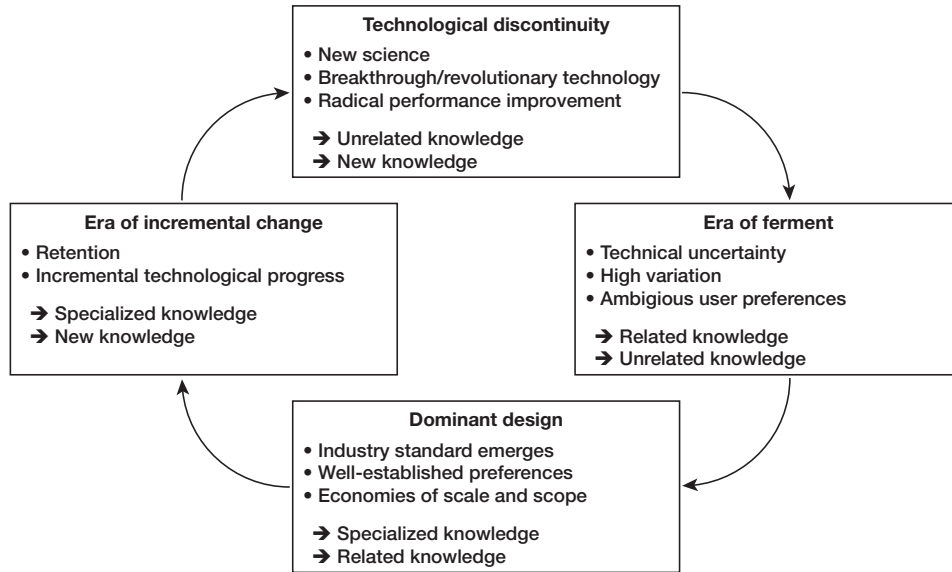 Technological discontinuity
• New science
• Breakthrough/revolutionary technology
• Radical performance improvement
➔ Unrelated knowledge
➔ New knowledge
Era of incremental change
• Retention
• Incremental technological progress
➔ Specialized knowledge
➔ New knowledge
Era of ferment
• Technical uncertainty
• High variation
• Ambigious user preferences
➔ Related knowledge
➔ Unrelated knowledge
Dominant design
• Industry standard emerges
• Well-established preferences
• Economies of scale and scope
➔ Specialized knowledge
➔ Related knowledge